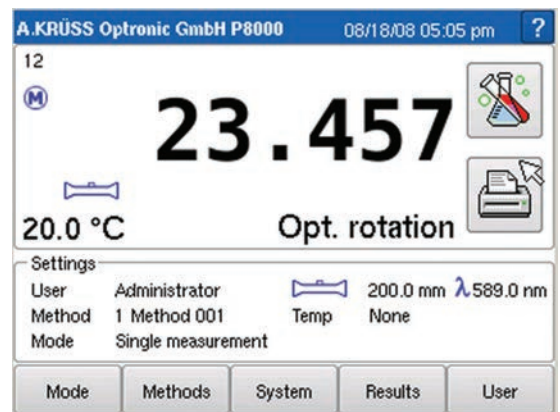 A.KRÜSS Optronic GmbH P8000 08/18/08 05:05 pm ?
12
M
23.457
20.0 °C Opt. rotation
Settings
User Administrator 200.0 mm λ 589.0 nm
Method 1 Method 001 Temp None
Mode Single measurement
Mode Methods System Results User